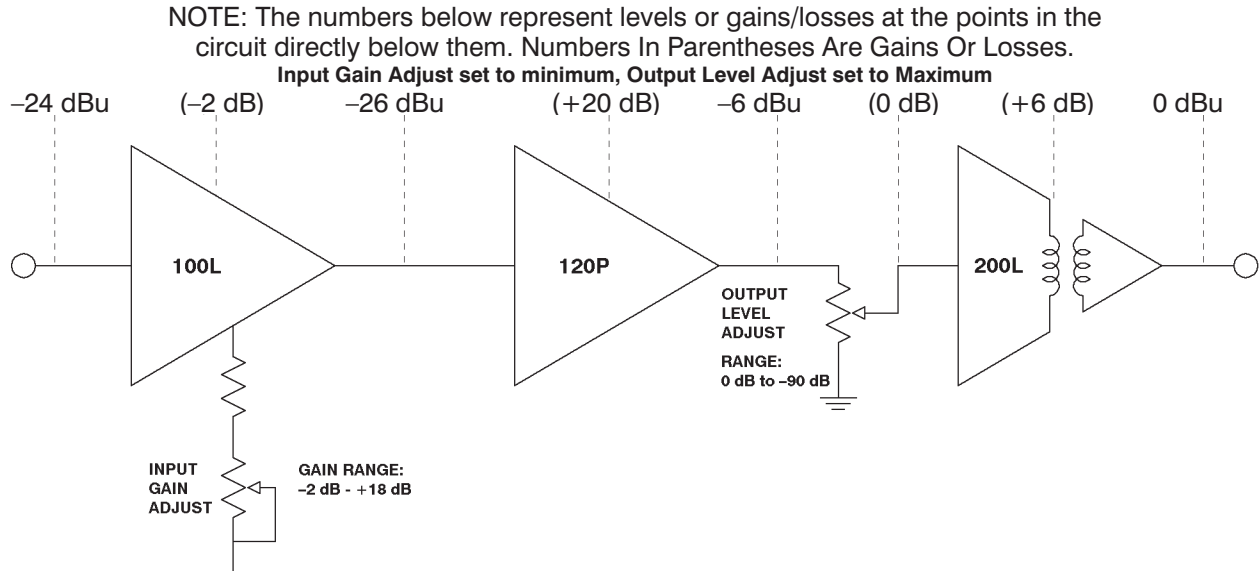 NOTE: The numbers below represent levels or gains/losses at the points in the
circuit directly below them. Numbers In Parentheses Are Gains Or Losses.
Input Gain Adjust set to minimum, Output Level Adjust set to Maximum
–24 dBu (–2 dB) –26 dBu (+20 dB) –6 dBu (0 dB) (+6 dB) 0 dBu
100L 120P 200L
OUTPUT
LEVEL
ADJUST
RANGE:
0 dB to –90 dB
INPUT
GAIN
ADJUST
GAIN RANGE:
–2 dB - +18 dB